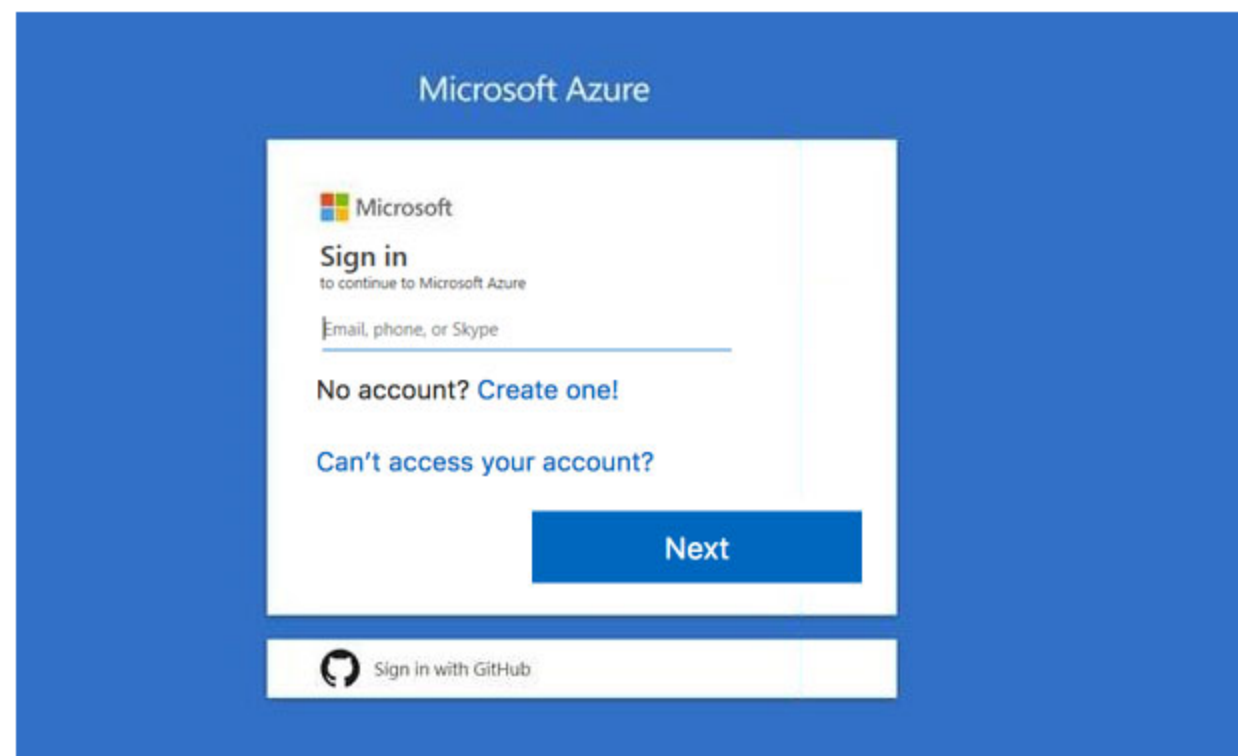 Microsoft Azure
Microsoft
Sign in
to continue to Microsoft Azure
Email, phone, or Skype
No account? Create one!
Can’t access your account?
Next
Sign in with GitHub